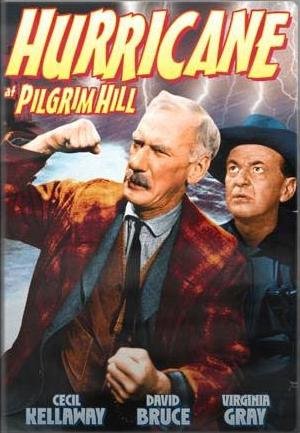 HURRICANE
at PILGRIM HILL
CECIL DAVID VIRGINIA
KELLAWAY BRUCE GRAY